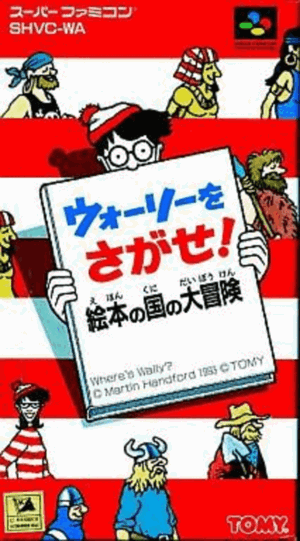 スーパーファミコン
SHVC-WA
ウォーリーを
さがせ!
えほん くに だいぼうけん
絵本の国の大冒険
Where's Wally?
© Martin Handford 1993 © TOMY
TOMY